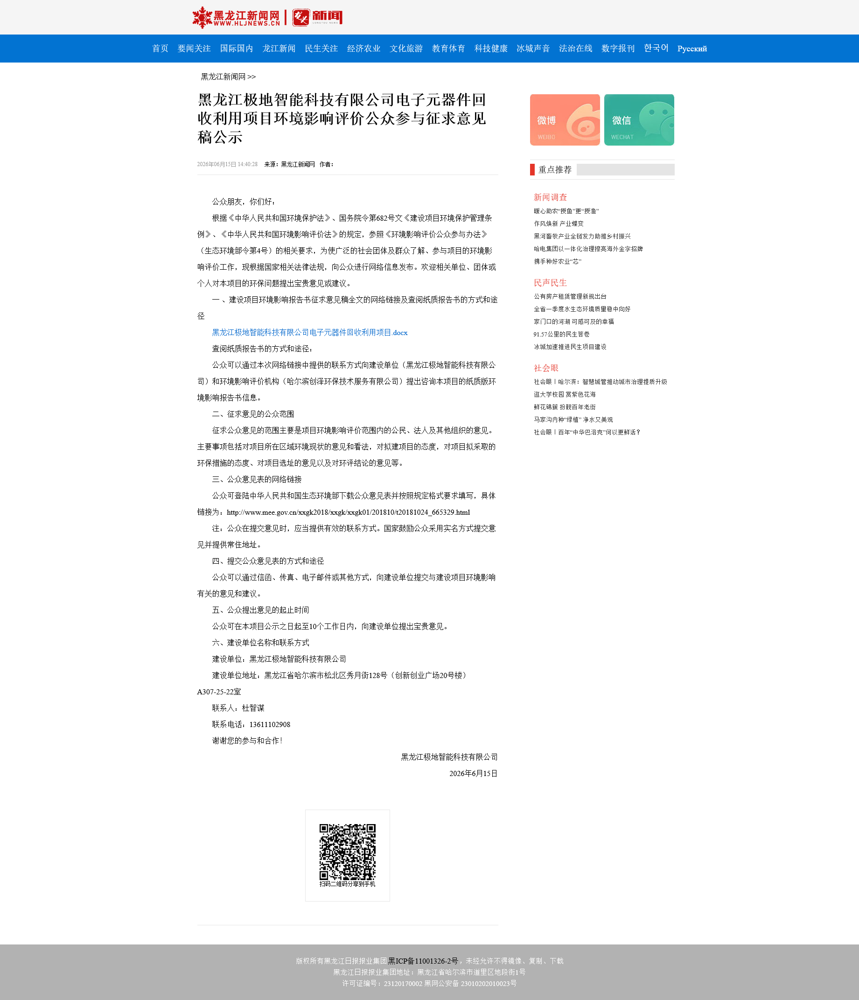 黑龙江新闻网
WWW.HLJNEWS.CN
龙头
新闻
LONGTOU NEWS
首页 要闻关注 国际国内 龙江新闻 民生关注 经济农业 文化旅游 教育体育 科技健康 冰城声音 法治在线 数字报刊 한국어 Русский
黑龙江新闻网 >>
黑龙江极地智能科技有限公司电子元器件回
收利用项目环境影响评价公众参与征求意见
稿公示
2026年06月15日 14:40:28 来源：黑龙江新闻网 作者：
公众朋友，你们好：
根据《中华人民共和国环境保护法》、国务院令第682号文《建设项目环境保护管理条
例》、《中华人民共和国环境影响评价法》的规定，参照《环境影响评价公众参与办法》
（生态环境部令第4号）的相关要求，为使广泛的社会团体及群众了解、参与项目的环境影
响评价工作，现根据国家相关法律法规，向公众进行网络信息发布。欢迎相关单位、团体或
个人对本项目的环保问题提出宝贵意见或建议。
一 、建设项目环境影响报告书征求意见稿全文的网络链接及查阅纸质报告书的方式和途
径
黑龙江极地智能科技有限公司电子元器件回收利用项目.docx
查阅纸质报告书的方式和途径：
公众可以通过本次网络链接中提供的联系方式向建设单位（黑龙江极地智能科技有限公
司）和环境影响评价机构（哈尔滨创泽环保技术服务有限公司）提出咨询本项目的纸质版环
境影响报告书信息。
二、征求意见的公众范围
征求公众意见的范围主要是项目环境影响评价范围内的公民、法人及其他组织的意见。
主要事项包括对项目所在区域环境现状的意见和看法，对拟建项目的态度，对项目拟采取的
环保措施的态度、对项目选址的意见以及对环评结论的意见等。
三、公众意见表的网络链接
公众可登陆中华人民共和国生态环境部下载公众意见表并按照规定格式要求填写，具体
链接为：http://www.mee.gov.cn/xxgk2018/xxgk/xxgk01/201810/t20181024_665329.html
注：公众在提交意见时，应当提供有效的联系方式。国家鼓励公众采用实名方式提交意
见并提供常住地址。
四、提交公众意见表的方式和途径
公众可以通过信函、传真、电子邮件或其他方式，向建设单位提交与建设项目环境影响
有关的意见和建议。
五、公众提出意见的起止时间
公众可在本项目公示之日起至10个工作日内，向建设单位提出宝贵意见。
六、建设单位名称和联系方式
建设单位：黑龙江极地智能科技有限公司
建设单位地址：黑龙江省哈尔滨市松北区秀月街128号（创新创业广场20号楼）
A307-25-22室
联系人：杜智谋
联系电话：13611102908
谢谢您的参与和合作！
黑龙江极地智能科技有限公司
2026年6月15日
扫码二维码分享到手机
微博
WEIBO
微信
WECHAT
重点推荐
新闻调查
暖心助农“授鱼”更“授渔”
作风焕新 产业蝶变
黑河畜牧产业全链发力助推乡村振兴
哈电集团以一体化治理擦亮海外金字招牌
携手种好农业“芯”
民声民生
公有房产租赁管理新规出台
全省一季度水生态环境质量稳中向好
家门口的河湖 可感可及的幸福
91.57公里的民生答卷
冰城加速推进民生项目建设
社会眼
社会眼丨哈尔滨：智慧城管推动城市治理提质升级
逛大学校园 赏紫色花海
鲜花锦簇 扮靓百年老街
马家沟内种“绿植” 净水又美观
社会眼丨百年“中华巴洛克”何以更鲜活？
版权所有黑龙江日报报业集团 黑ICP备11001326-2号，未经允许不得镜像、复制、下载
黑龙江日报报业集团地址：黑龙江省哈尔滨市道里区地段街1号
许可证编号：23120170002 黑网公安备 23010202010023号